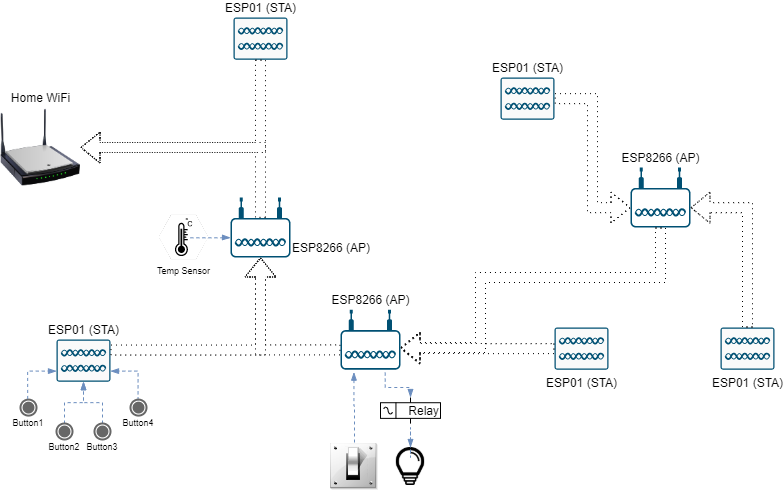 ESP01 (STA)
ESP01 (STA)
Home WiFi
ESP8266 (AP)
°C
ESP8266 (AP)
Temp Sensor
ESP8266 (AP)
ESP01 (STA)
ESP01 (STA)
ESP01 (STA)
Relay
Button1
Button4
Button2
Button3